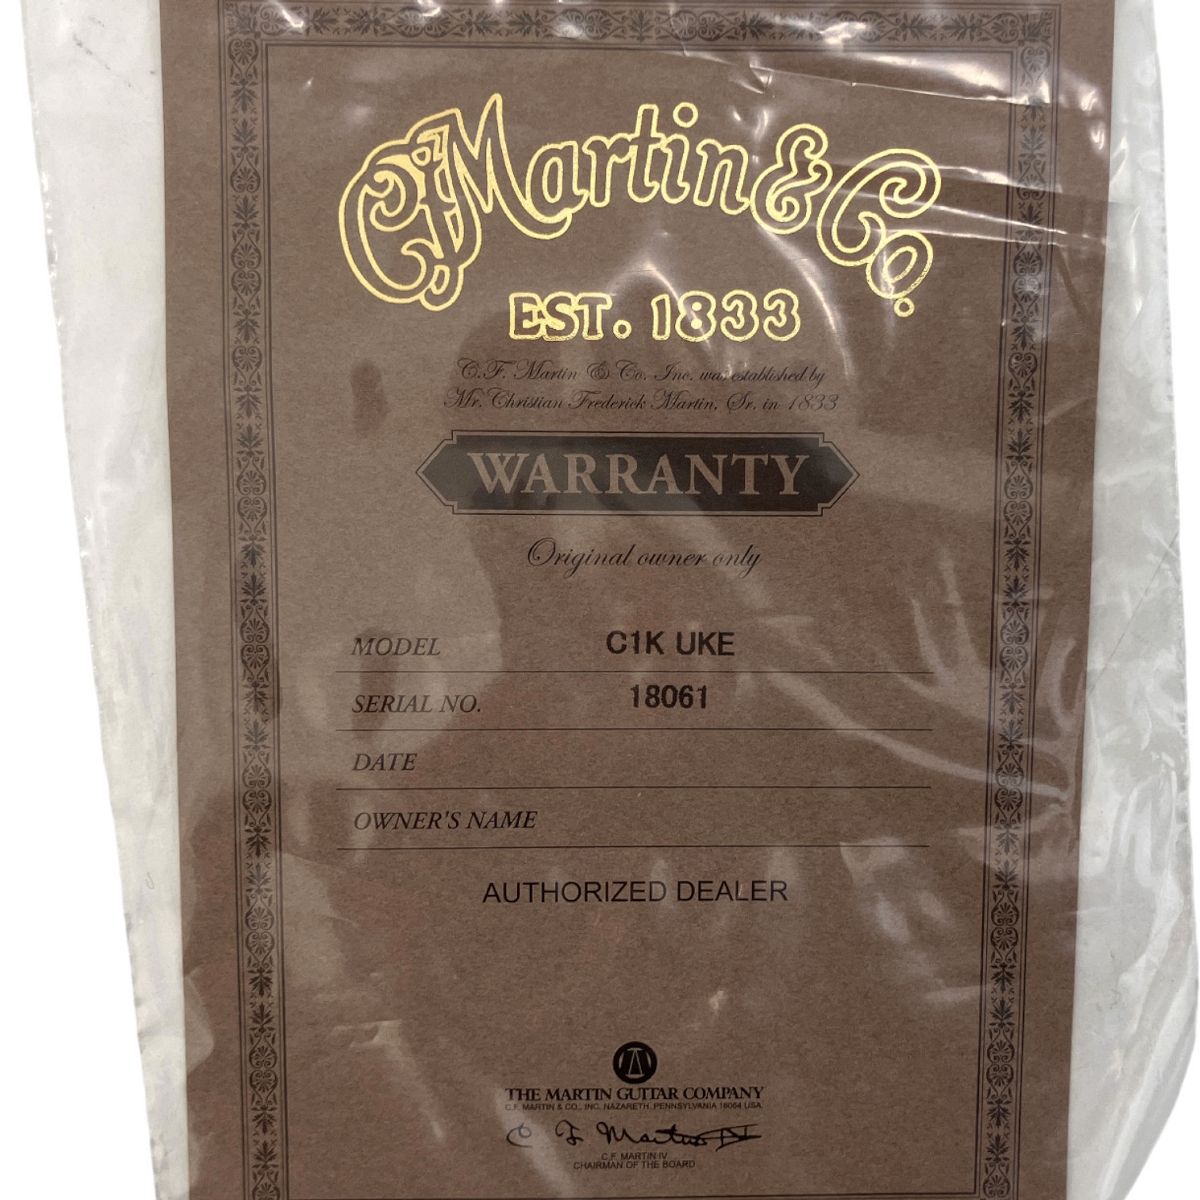 CF Martin & Co.
EST. 1833
C.F. Martin & Co. Inc. was established by
Mr. Christian Frederick Martin, Sr. in 1833
WARRANTY
Original owner only
MODEL C1K UKE
SERIAL NO. 18061
DATE
OWNER'S NAME
AUTHORIZED DEALER
THE MARTIN GUITAR COMPANY
C.F. MARTIN & CO., INC. NAZARETH, PENNSYLVANIA 18064 USA
C F Martin IV
C.F. MARTIN IV
CHAIRMAN OF THE BOARD